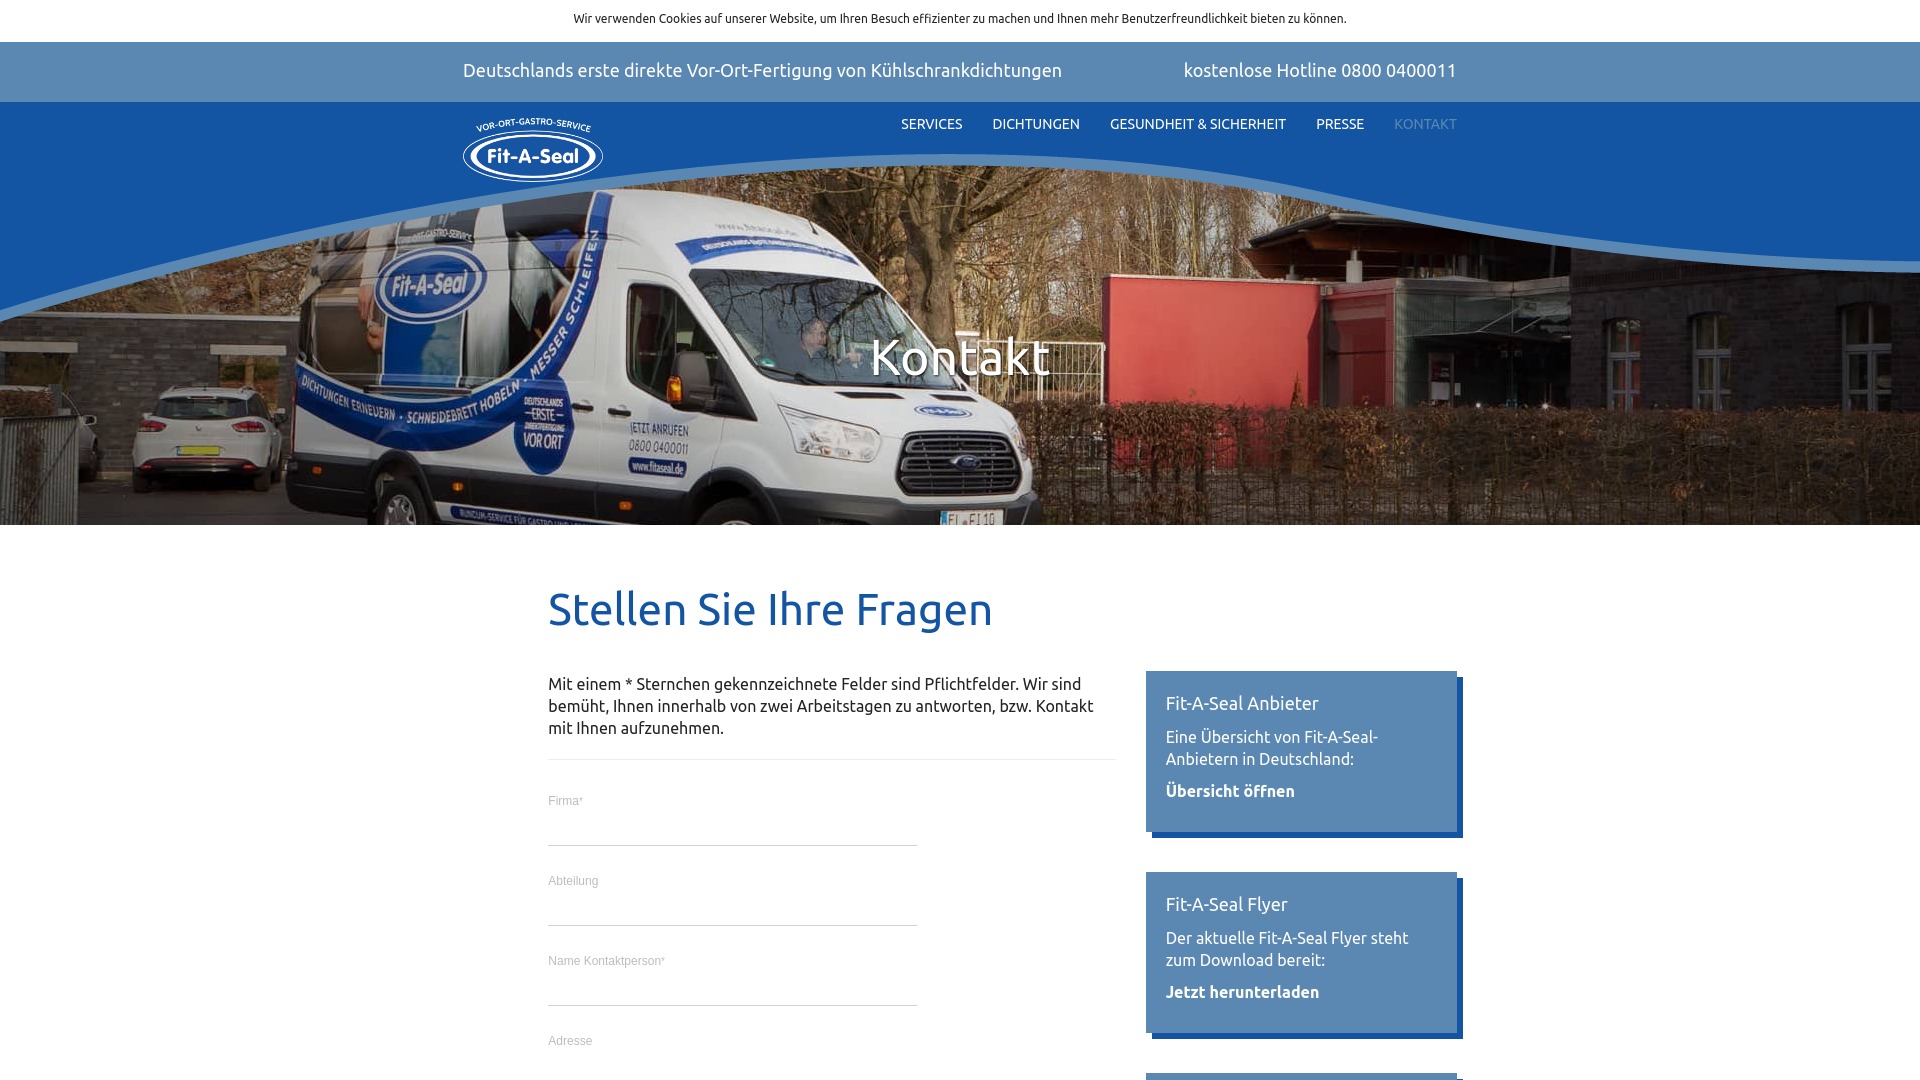 Wir verwenden Cookies auf unserer Website, um Ihren Besuch effizienter zu machen und Ihnen mehr Benutzerfreundlichkeit bieten zu können.
Deutschlands erste direkte Vor-Ort-Fertigung von Kühlschrankdichtungen
kostenlose Hotline 0800 0400011
VOR-ORT-GASTRO-SERVICE
Fit-A-Seal
SERVICES
DICHTUNGEN
GESUNDHEIT & SICHERHEIT
PRESSE
KONTAKT
Fit-A-Seal
MESSER SCHLEIFEN
DICHTUNGEN ERNEUERN · SCHNEIDEBRETT HOBELN ·
DEUTSCHLANDS
ERSTE
DIREKTFERTIGUNG
VOR ORT
JETZT ANRUFEN
0800 0400011
www.fitaseal.de
Fit-A-Seal
Ford
Kontakt
Stellen Sie Ihre Fragen
Mit einem * Sternchen gekennzeichnete Felder sind Pflichtfelder. Wir sind
bemüht, Ihnen innerhalb von zwei Arbeitstagen zu antworten, bzw. Kontakt
mit Ihnen aufzunehmen.
Firma*
Abteilung
Name Kontaktperson*
Adresse
Fit-A-Seal Anbieter
Eine Übersicht von Fit-A-Seal-
Anbietern in Deutschland:
Übersicht öffnen
Fit-A-Seal Flyer
Der aktuelle Fit-A-Seal Flyer steht
zum Download bereit:
Jetzt herunterladen